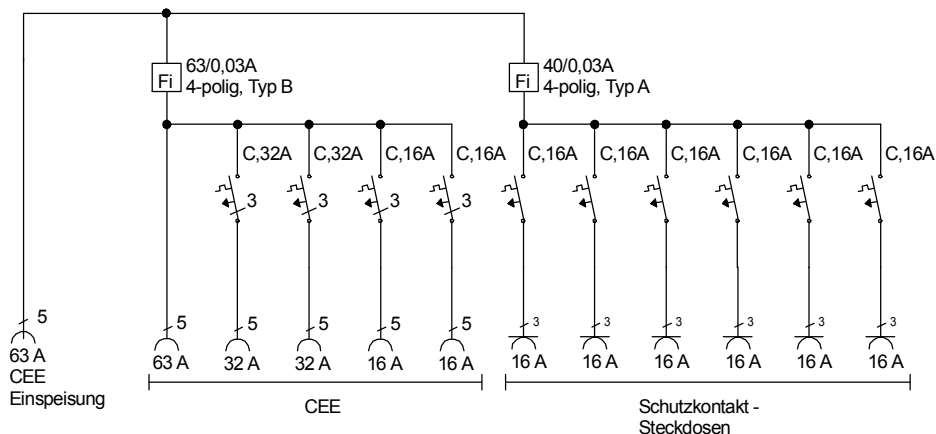 63/0,03A
Fi
4-polig, Typ B
40/0,03A
Fi
4-polig, Typ A
C,32A
C,32A
C,16A
C,16A
C,16A
C,16A
C,16A
C,16A
C,16A
C,16A
3
3
3
3
5
5
5
5
5
5
3
3
3
3
3
3
63 A
63 A
32 A
32 A
16 A
16 A
16 A
16 A
16 A
16 A
16 A
16 A
CEE
Einspeisung
CEE
Schutzkontakt -
Steckdosen